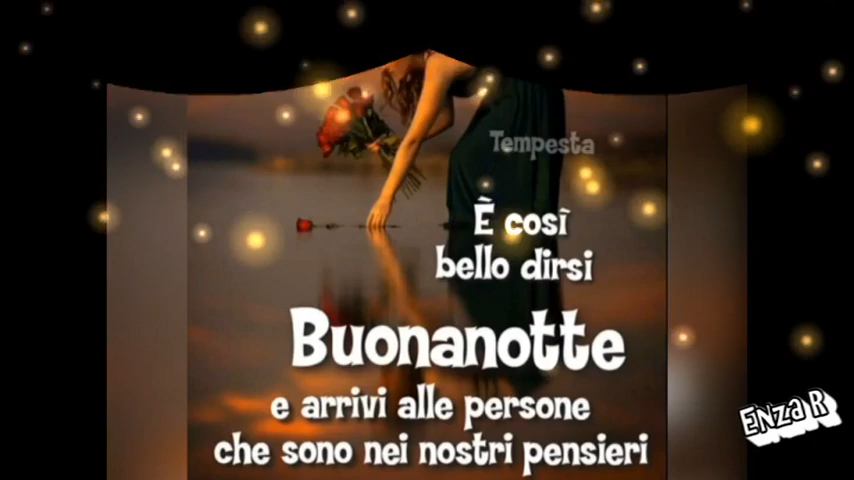 Tempesta
È così
bello dirsi
Buonanotte
e arrivi alle persone
che sono nei nostri pensieri
ENZA R